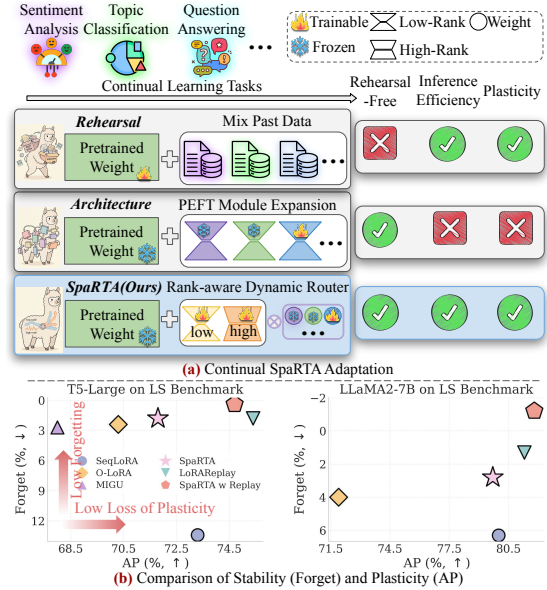 Sentiment Analysis
Topic Classification
Question Answering
...
Trainable
Low-Rank
Weight
Frozen
High-Rank
Continual Learning Tasks
Rehearsal -Free
Inference Efficiency
Plasticity
Rehearsal
Mix Past Data
Pretrained Weight
...
Architecture
PEFT Module Expansion
Pretrained Weight
...
SpaRTA(Ours) Rank-aware Dynamic Router
Pretrained Weight
low
high
...
(a) Continual SpaRTA Adaptation
T5-Large on LS Benchmark
Forget (%, ↓)
0
3
6
9
12
Low Forgetting
SeqLoRA
O-LoRA
MIGU
SpaRTA
LoRAReplay
SpaRTA w Replay
Low Loss of Plasticity
68.5
70.5
72.5
74.5
AP (%, ↑)
LLaMA2-7B on LS Benchmark
Forget (%, ↓)
−2
0
2
4
6
71.5
74.5
77.5
80.5
AP (%, ↑)
(b) Comparison of Stability (Forget) and Plasticity (AP)